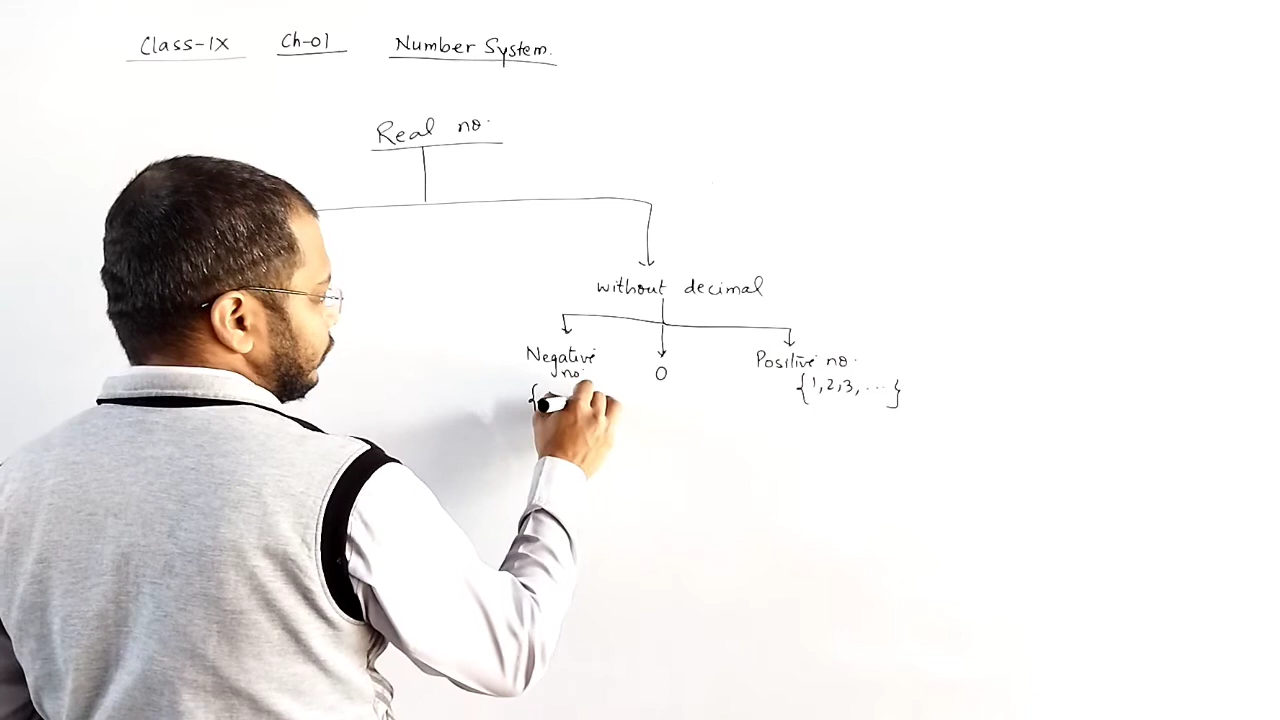 Class-IX Ch-01 Number System.
Real no.
without decimal
Negative no.
0
Positive no.
{1,2,3, ...}
{